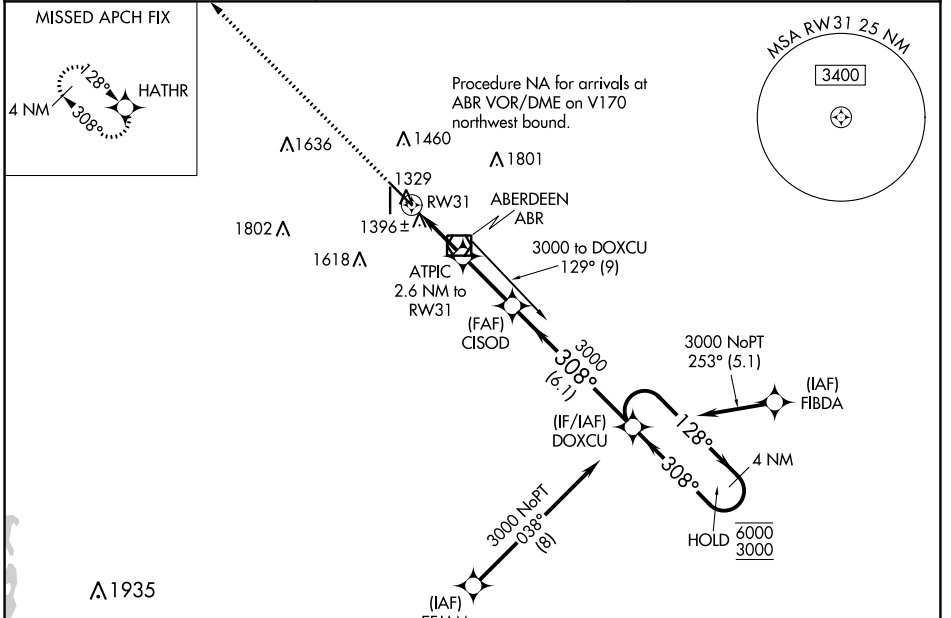 MISSED APCH FIX
128°
HATHR
4 NM
308°
Procedure NA for arrivals at
ABR VOR/DME on V170
northwest bound.
MSA RW31 25 NM
3400
1636
1460
1801
1329
RW31
1396±
ABERDEEN
ABR
1802
1618
ATPIC
2.6 NM to
RW31
3000 to DOXCU
129° (9)
(FAF)
CISOD
3000
308°
(6.1)
3000 NoPT
253° (5.1)
(IAF)
FIBDA
(IF/IAF)
DOXCU
128°
308°
4 NM
HOLD
6000
3000
3000 NoPT
038°
(8)
1935
(IAF)